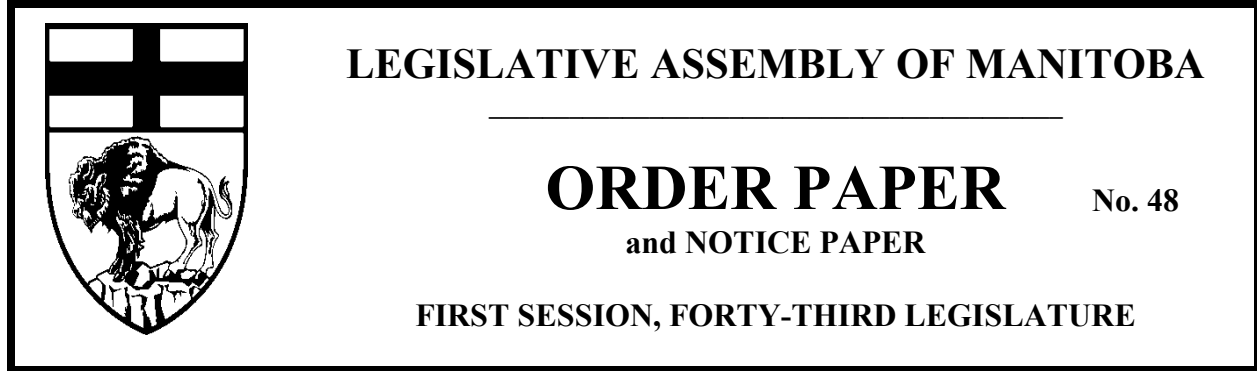 LEGISLATIVE ASSEMBLY OF MANITOBA
ORDER PAPER No. 48
and NOTICE PAPER
FIRST SESSION, FORTY-THIRD LEGISLATURE